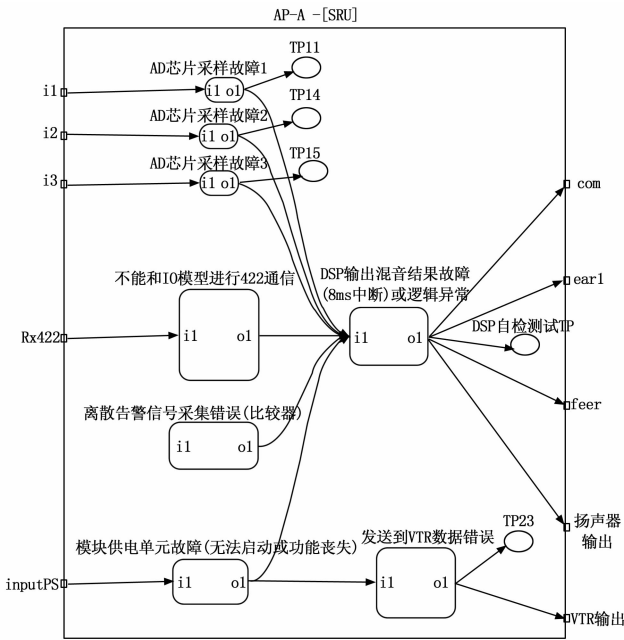 AP-A -[SRU]
TP11
AD芯片采样故障1
i1
i1 o1
TP14
AD芯片采样故障2
i2
i1 o1
TP15
AD芯片采样故障3
i3
i1 o1
com
不能和IO模型进行422通信
DSP输出混音结果故障
(8ms中断)或逻辑异常
ear1
DSP自检测试TP
Rx422
i1 o1
i1 o1
离散告警信号采集错误(比较器)
feer
i1 o1
扬声器
输出
TP23
发送到VTR数据错误
模块供电单元故障(无法启动或功能丧失)
inputPS
i1 o1
i1 o1
VTR输出